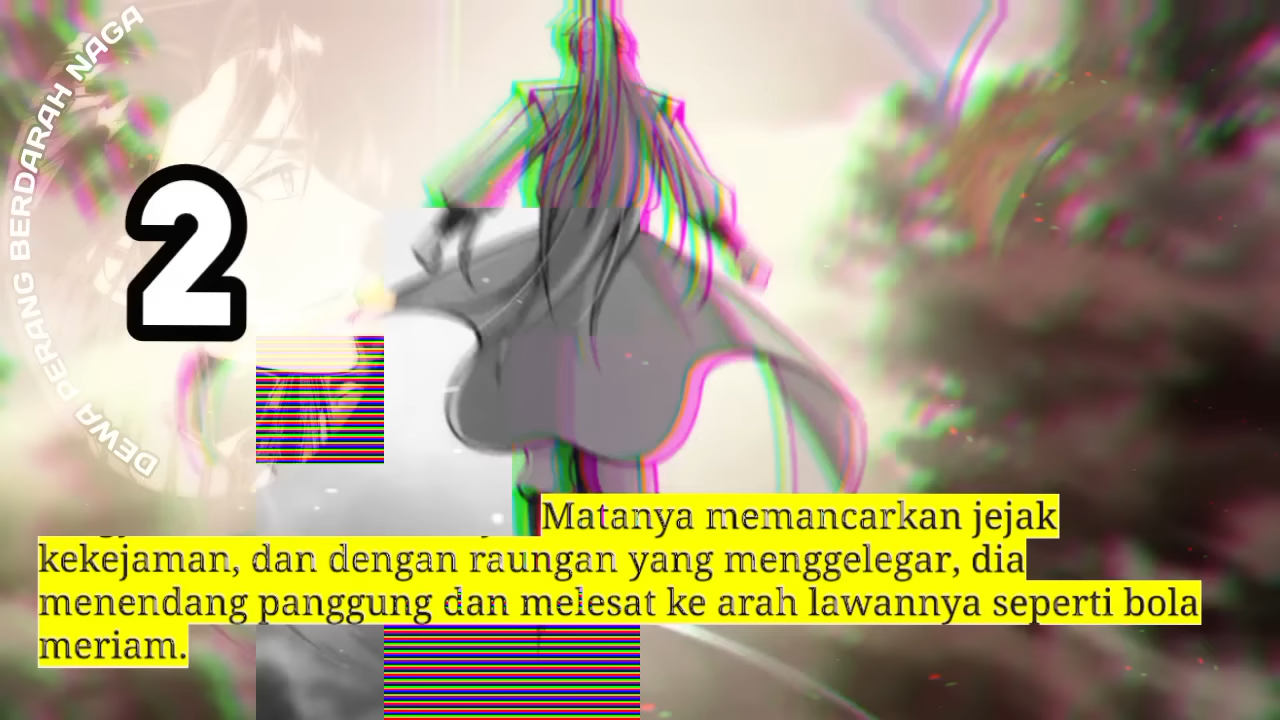 DEWA PERANG BERDARAH NAGA
2
Matanya memancarkan jejak
kekejaman, dan dengan raungan yang menggelegar, dia
menendang panggung dan melesat ke arah lawannya seperti bola
meriam.